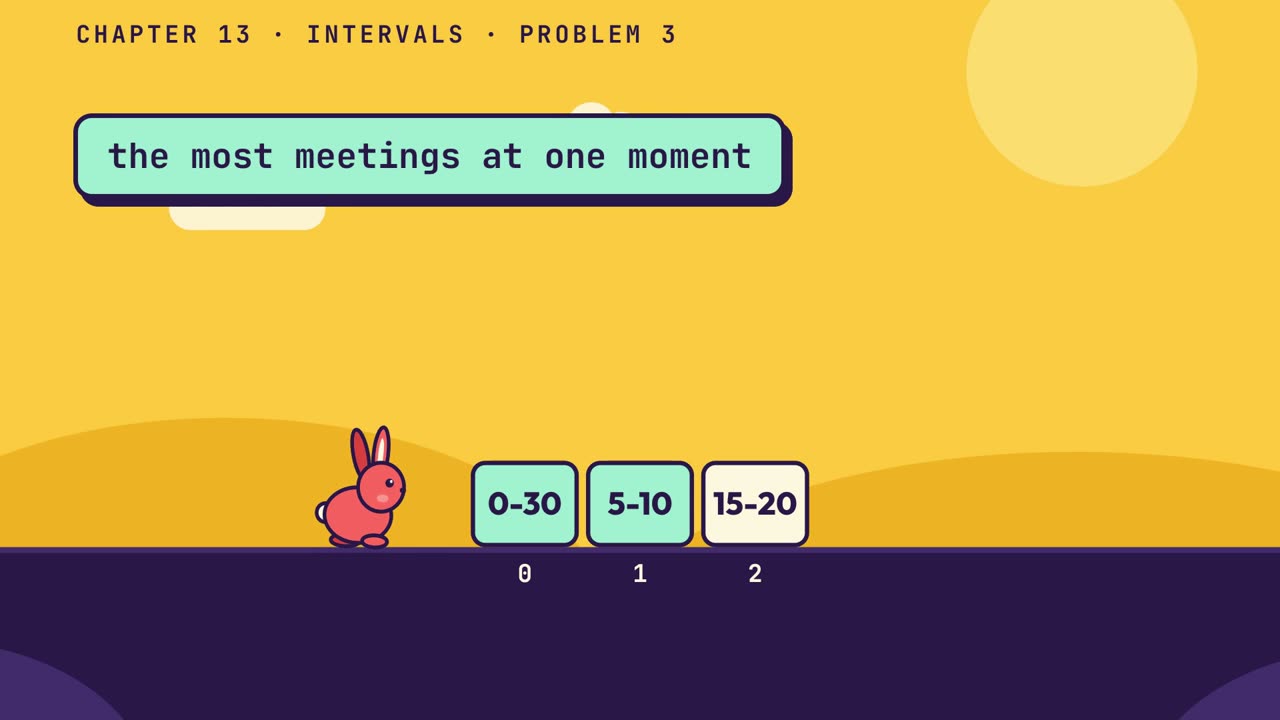 CHAPTER 13 · INTERVALS · PROBLEM 3
the most meetings at one moment
0-30 5-10 15-20
0 1 2